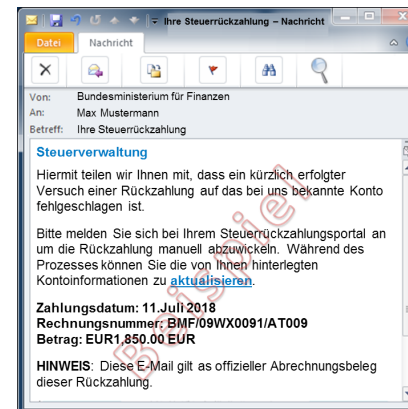 Ihre Steuerrückzahlung – Nachricht
Datei Nachricht
Von: Bundesministerium für Finanzen
An: Max Mustermann
Betreff: Ihre Steuerrückzahlung
Steuerverwaltung
Hiermit teilen wir Ihnen mit, dass ein kürzlich erfolgter
Versuch einer Rückzahlung auf das bei uns bekannte Konto
fehlgeschlagen ist.
Bitte melden Sie sich bei Ihrem Steuerrückzahlungsportal an
um die Rückzahlung manuell abzuwickeln. Während des
Prozesses können Sie die von Ihnen hinterlegten
Kontoinformationen zu aktualisieren.
Zahlungsdatum: 11.Juli 2018
Rechnungsnummer: BMF/09WX0091/AT009
Betrag: EUR1,850.00 EUR
HINWEIS: Diese E-Mail gilt as offizieller Abrechnungsbeleg
dieser Rückzahlung.
Beispiel